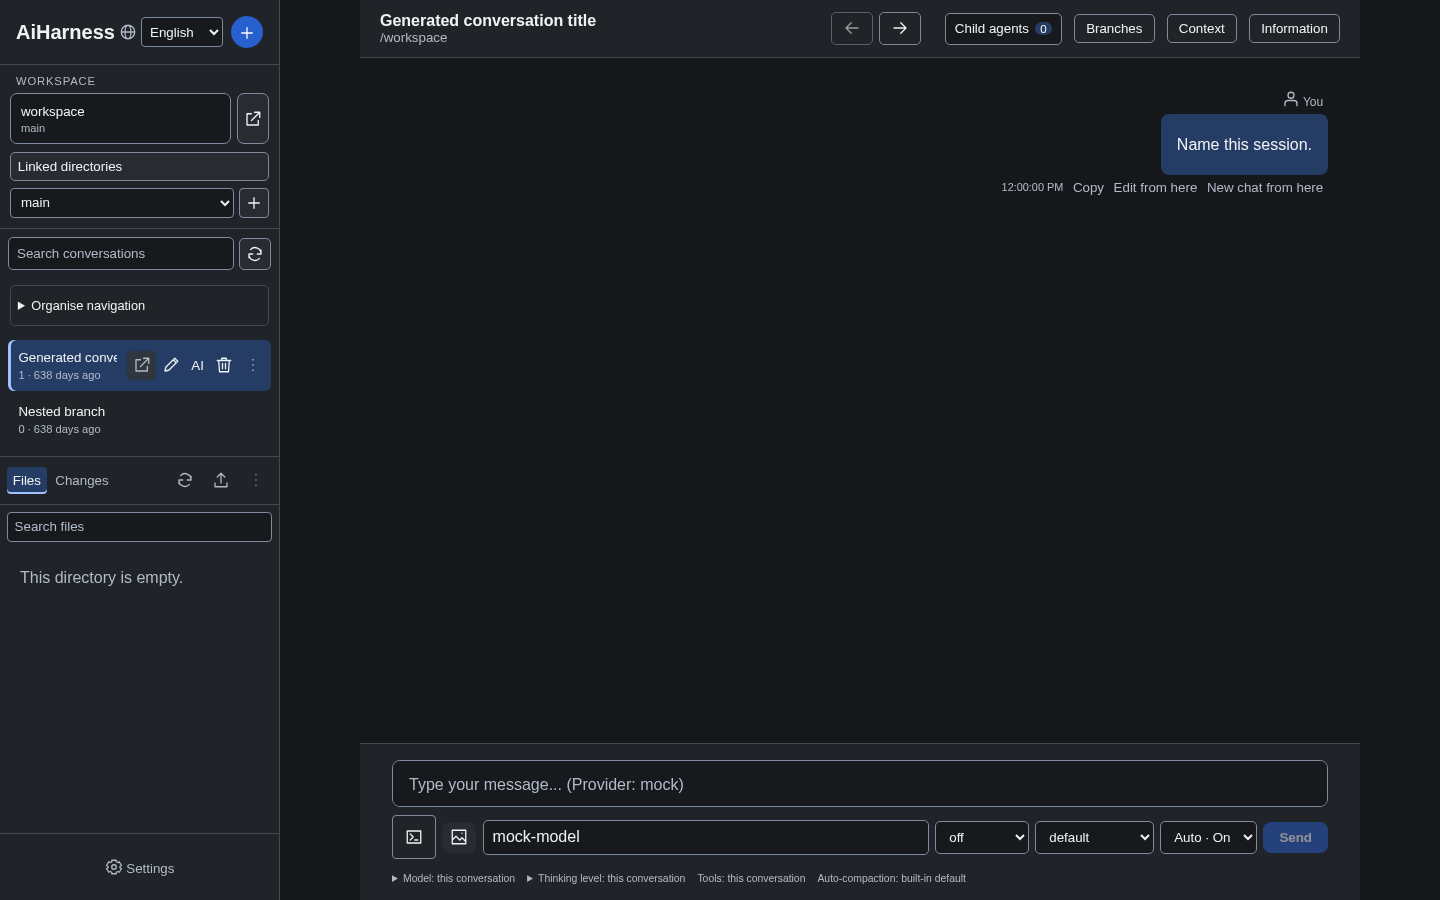 AiHarness
English
WORKSPACE
workspace
main
Linked directories
main
Search conversations
Organise navigation
Generated conve
1 · 638 days ago
AI
Nested branch
0 · 638 days ago
Files
Changes
Search files
This directory is empty.
Settings
Generated conversation title
/workspace
Child agents 0
Branches
Context
Information
You
Name this session.
12:00:00 PM Copy Edit from here New chat from here
Type your message... (Provider: mock)
mock-model
off
default
Auto · On
Send
Model: this conversation
Thinking level: this conversation
Tools: this conversation
Auto-compaction: built-in default